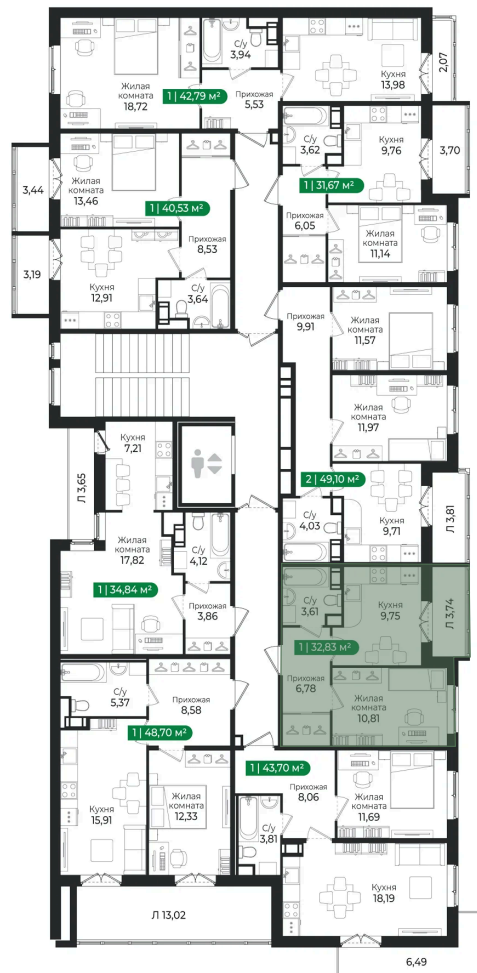 С/у
3,94
Кухня
13,98
2,07
Жилая
комната
18,72
1 | 42,79 м²
Прихожая
5,53
С/у
3,62
Кухня
9,76
3,70
3,44
Жилая
комната
13,46
1 | 31,67 м²
1 | 40,53 м²
Прихожая
6,05
Прихожая
8,53
Жилая
комната
11,14
3,19
Кухня
12,91
С/у
3,64
Прихожая
9,91
Жилая
комната
11,57
Жилая
комната
11,97
Кухня
7,21
Л 3,65
2 | 49,10 м²
С/у
4,03
Кухня
9,71
Л 3,81
Жилая
комната
17,82
С/у
4,12
1 | 34,84 м²
Прихожая
3,86
С/у
3,61
Кухня
9,75
Л 3,74
1 | 32,83 м²
Прихожая
6,78
С/у
5,37
Прихожая
8,58
Жилая
комната
10,81
1 | 48,70 м²
1 | 43,70 м²
Кухня
15,91
Жилая
комната
12,33
Прихожая
8,06
Жилая
комната
11,69
С/у
3,81
Кухня
18,19
Л 13,02
6,49